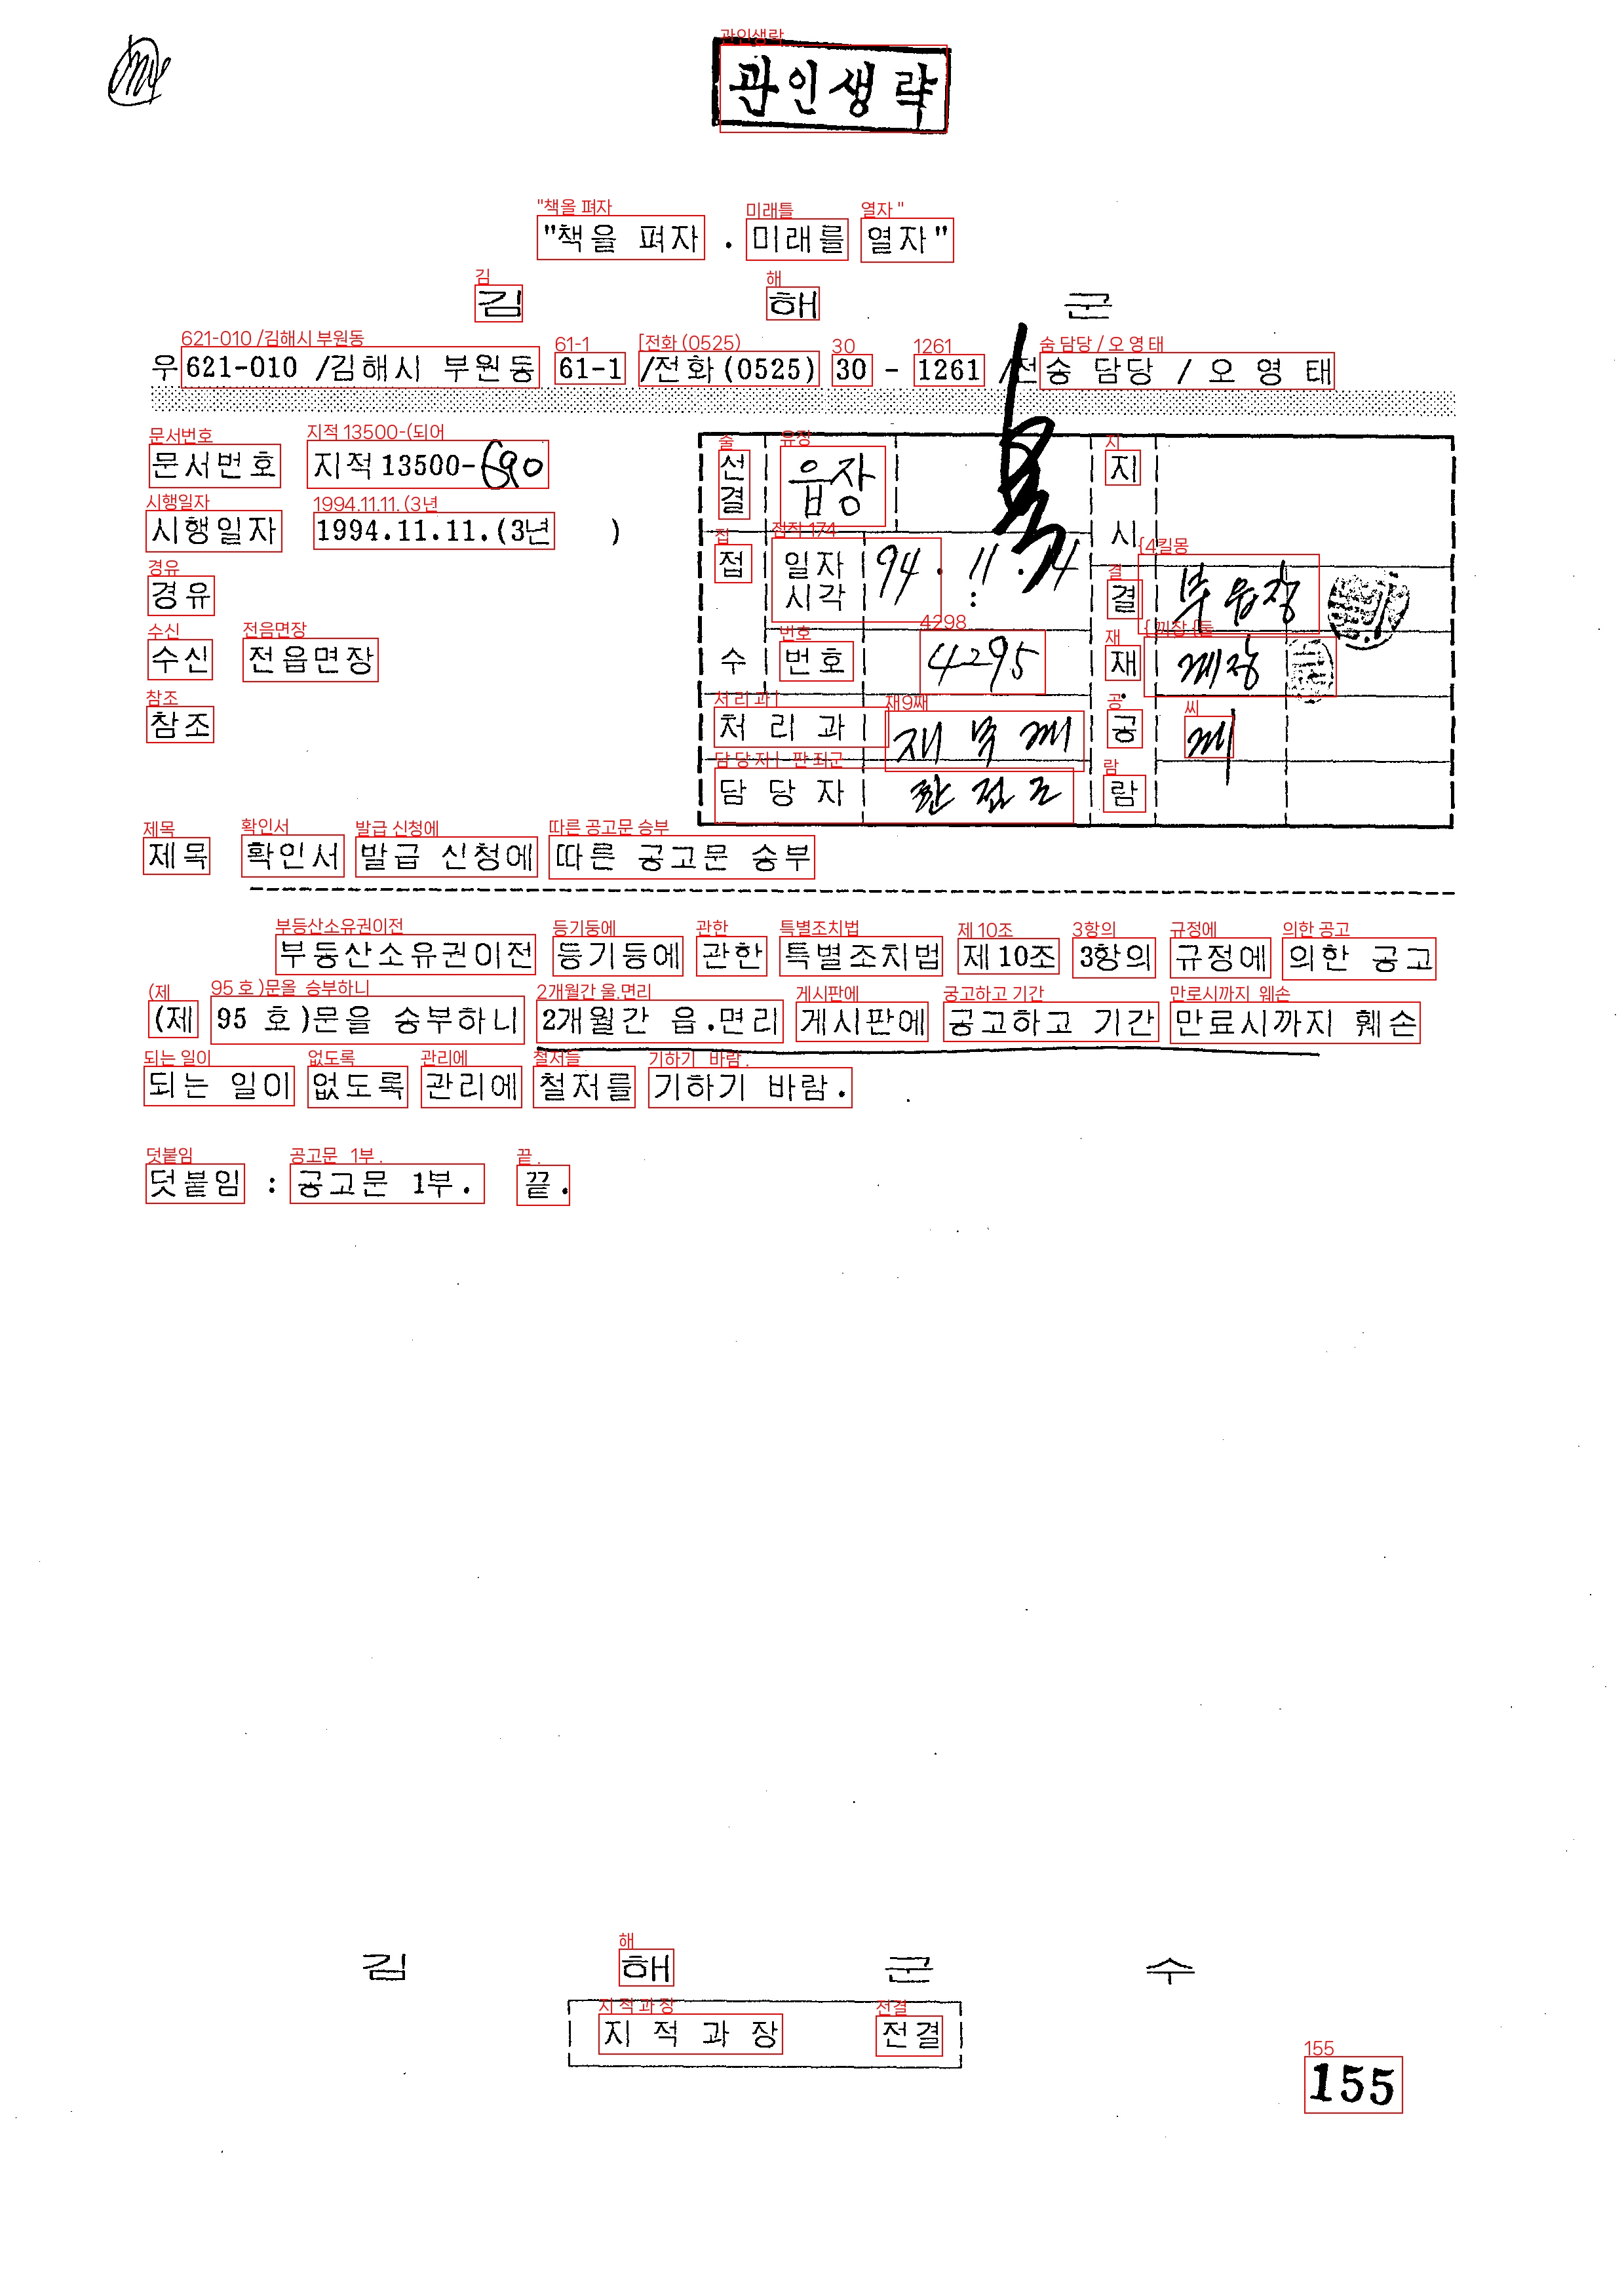 관인생략
"책을 펴자 . 미래를 열자"
김 해 군
우 621-010 /김해시 부원동 61-1 /전화(0525) 30 - 1261 /전송 담당 / 오 영 태
문서번호 지적 13500-690
시행일자 1994.11.11.(3년 )
경유
수신 전읍면장
참조
선결 읍장 지시
접수 일자 시각 94 . 11 . 14 :
번호 4295
처 리 과 재무계
담 당 자
결재 부읍장
계장
공람 계
제목 확인서 발급 신청에 따른 공고문 송부
부동산소유권이전 등기등에 관한 특별조치법 제10조 3항의 규정에 의한 공고
(제 95 호)문을 송부하니 2개월간 읍.면리 게시판에 공고하고 기간 만료시까지 훼손
되는 일이 없도록 관리에 철저를 기하기 바람.
덧붙임 : 공고문 1부. 끝.
김 해 군 수
지 적 과 장 전결
155